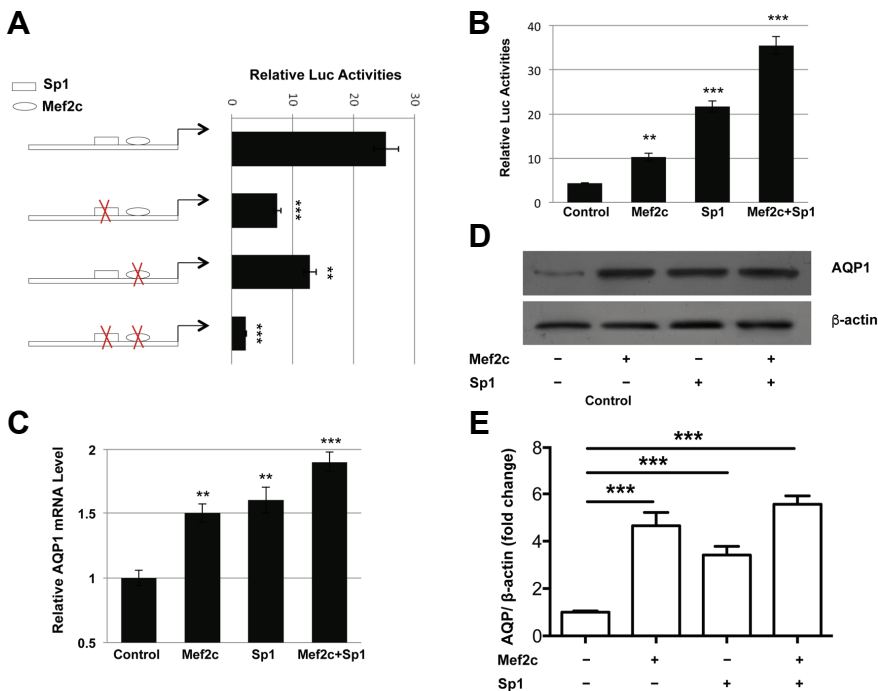 A
Sp1
Mef2c
Relative Luc Activities
0 10 20 30
***
**
***
B
Relative Luc Activities
40
30
20
10
0
**
***
***
Control Mef2c Sp1 Mef2c+Sp1
D
AQP1
β-actin
Mef2c – + – +
Sp1 – – + +
Control
C
Relative AQP1 mRNA Level
2
1.5
1
0.5
**
**
***
Control Mef2c Sp1 Mef2c+Sp1
E
AQP/ β-actin (fold change)
8
6
4
2
0
***
***
***
Mef2c – + – +
Sp1 – – + +